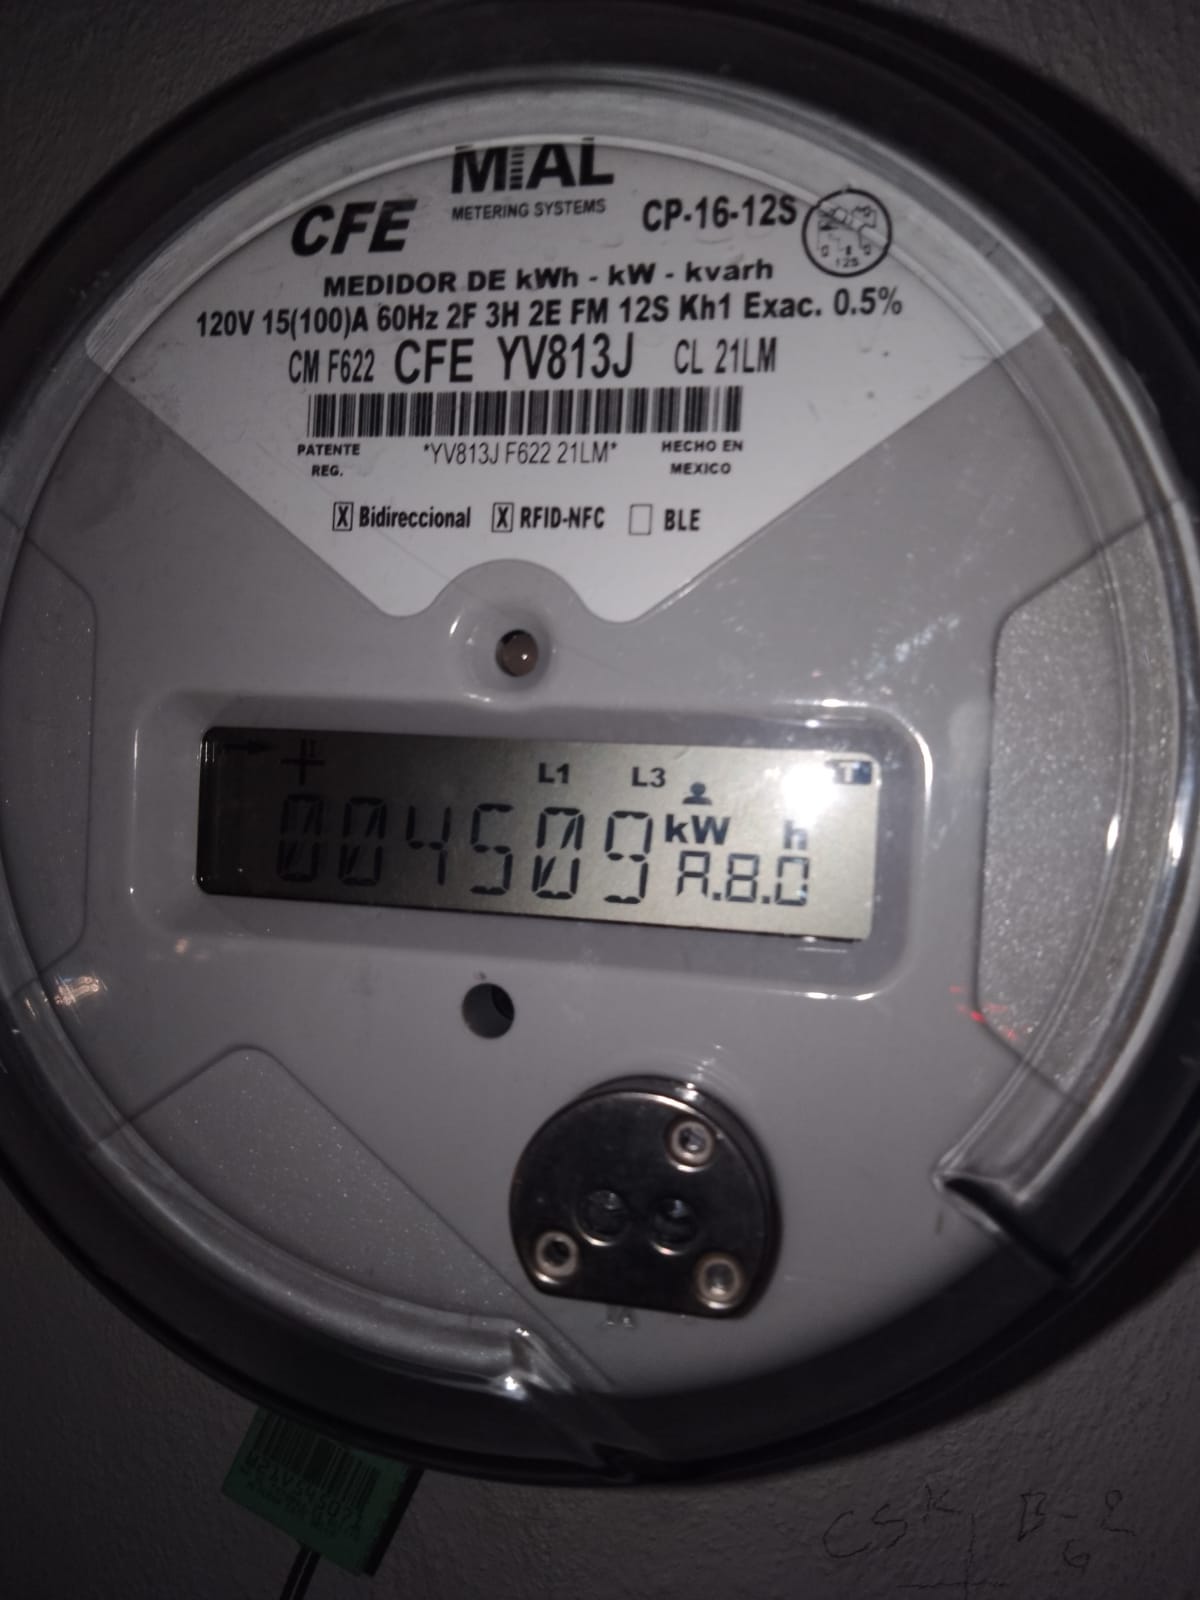 MIAL
METERING SYSTEMS
CFE
CP-16-12S
12S
MEDIDOR DE kWh - kW - kvarh
120V 15(100)A 60Hz 2F 3H 2E FM 12S Kh1 Exac. 0.5%
CM F622 CFE YV813J CL 21LM
PATENTE REG.
*YV813J F622 21LM*
HECHO EN MEXICO
X Bidireccional X RFID-NFC BLE
L1 L3 T
004509 kW h
A.8.0